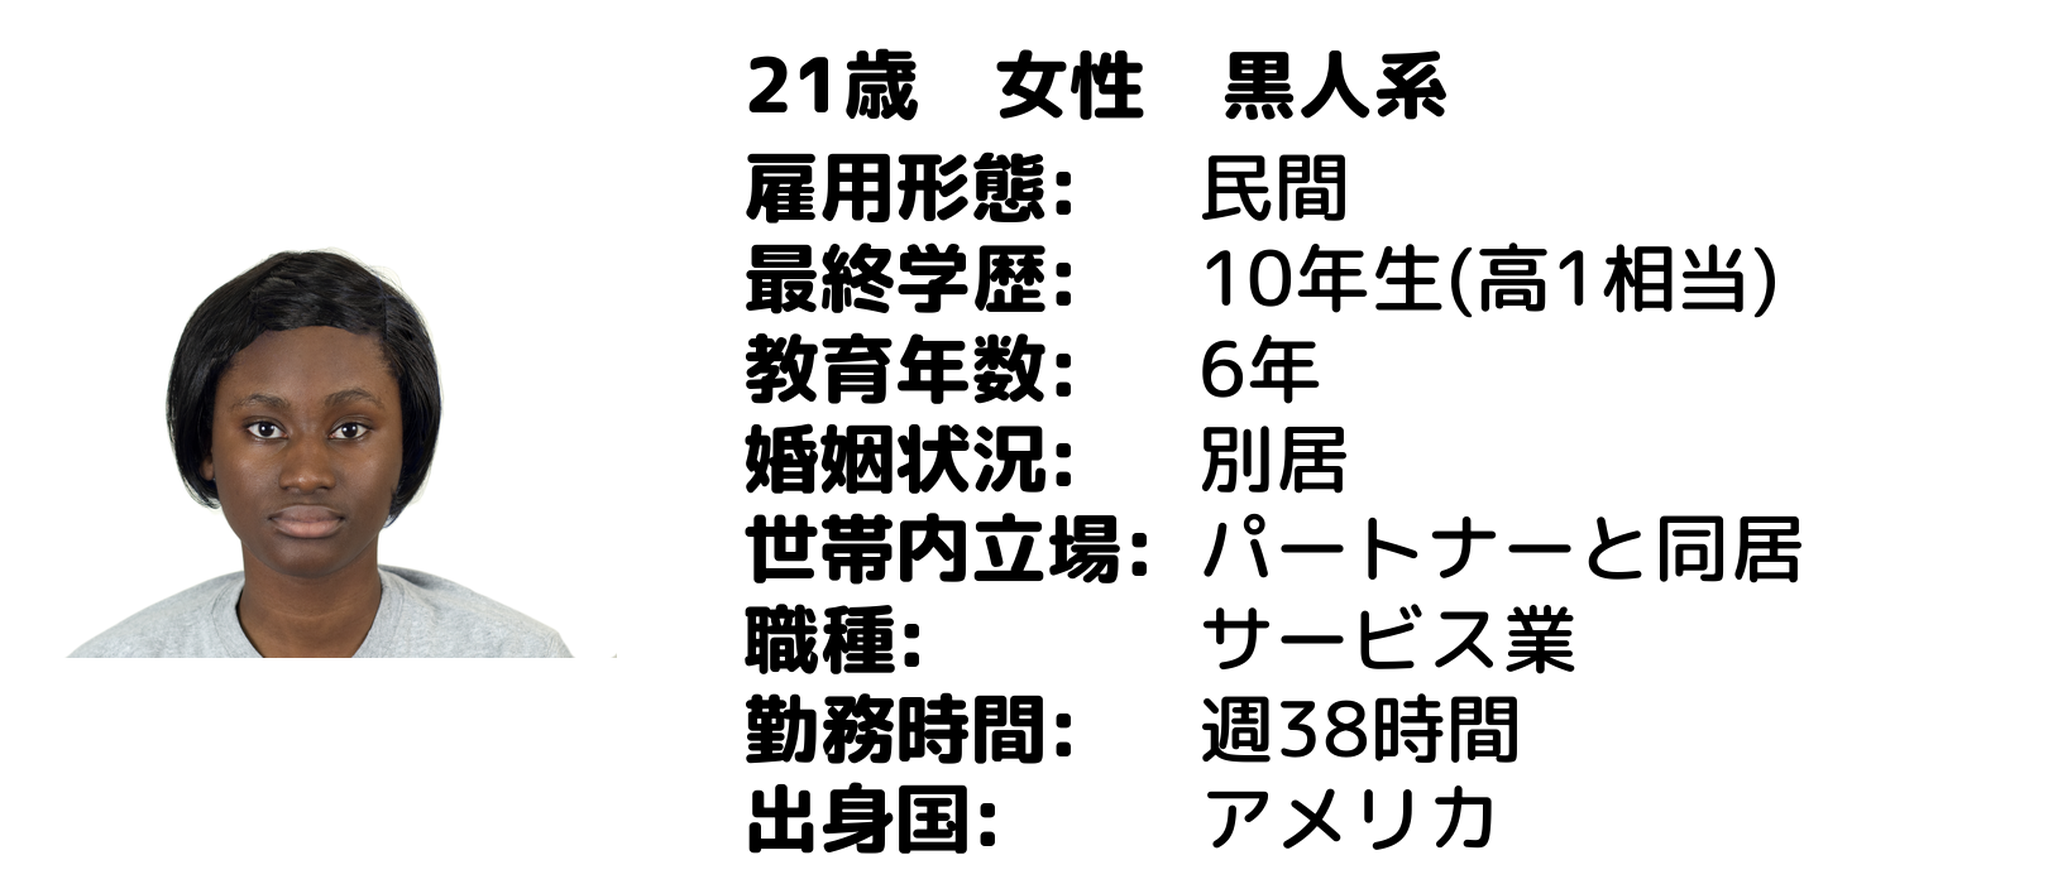 21歳　女性　黒人系
雇用形態:　民間
最終学歴:　10年生(高1相当)
教育年数:　6年
婚姻状況:　別居
世帯内立場:　パートナーと同居
職種:　サービス業
勤務時間:　週38時間
出身国:　アメリカ